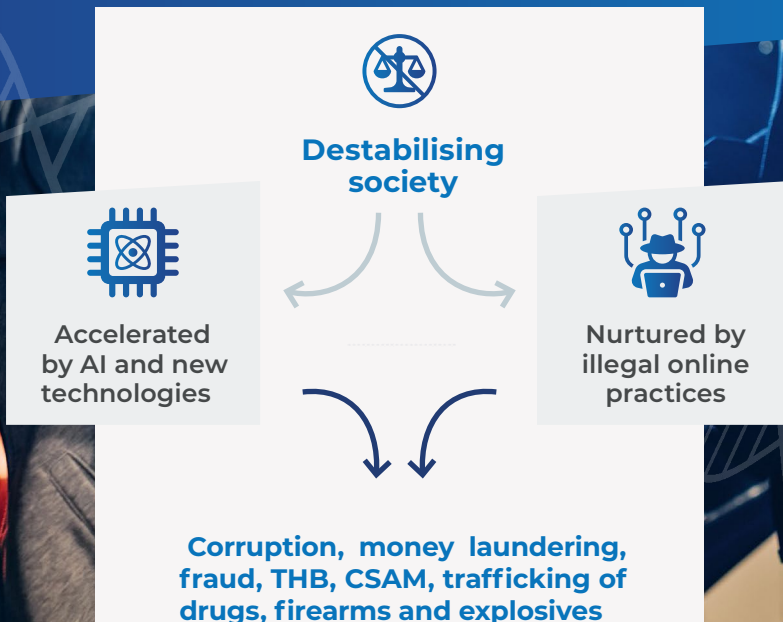 Destabilising
society
Accelerated
by AI and new
technologies
Nurtured by
illegal online
practices
Corruption, money laundering,
fraud, THB, CSAM, trafficking of
drugs, firearms and explosives